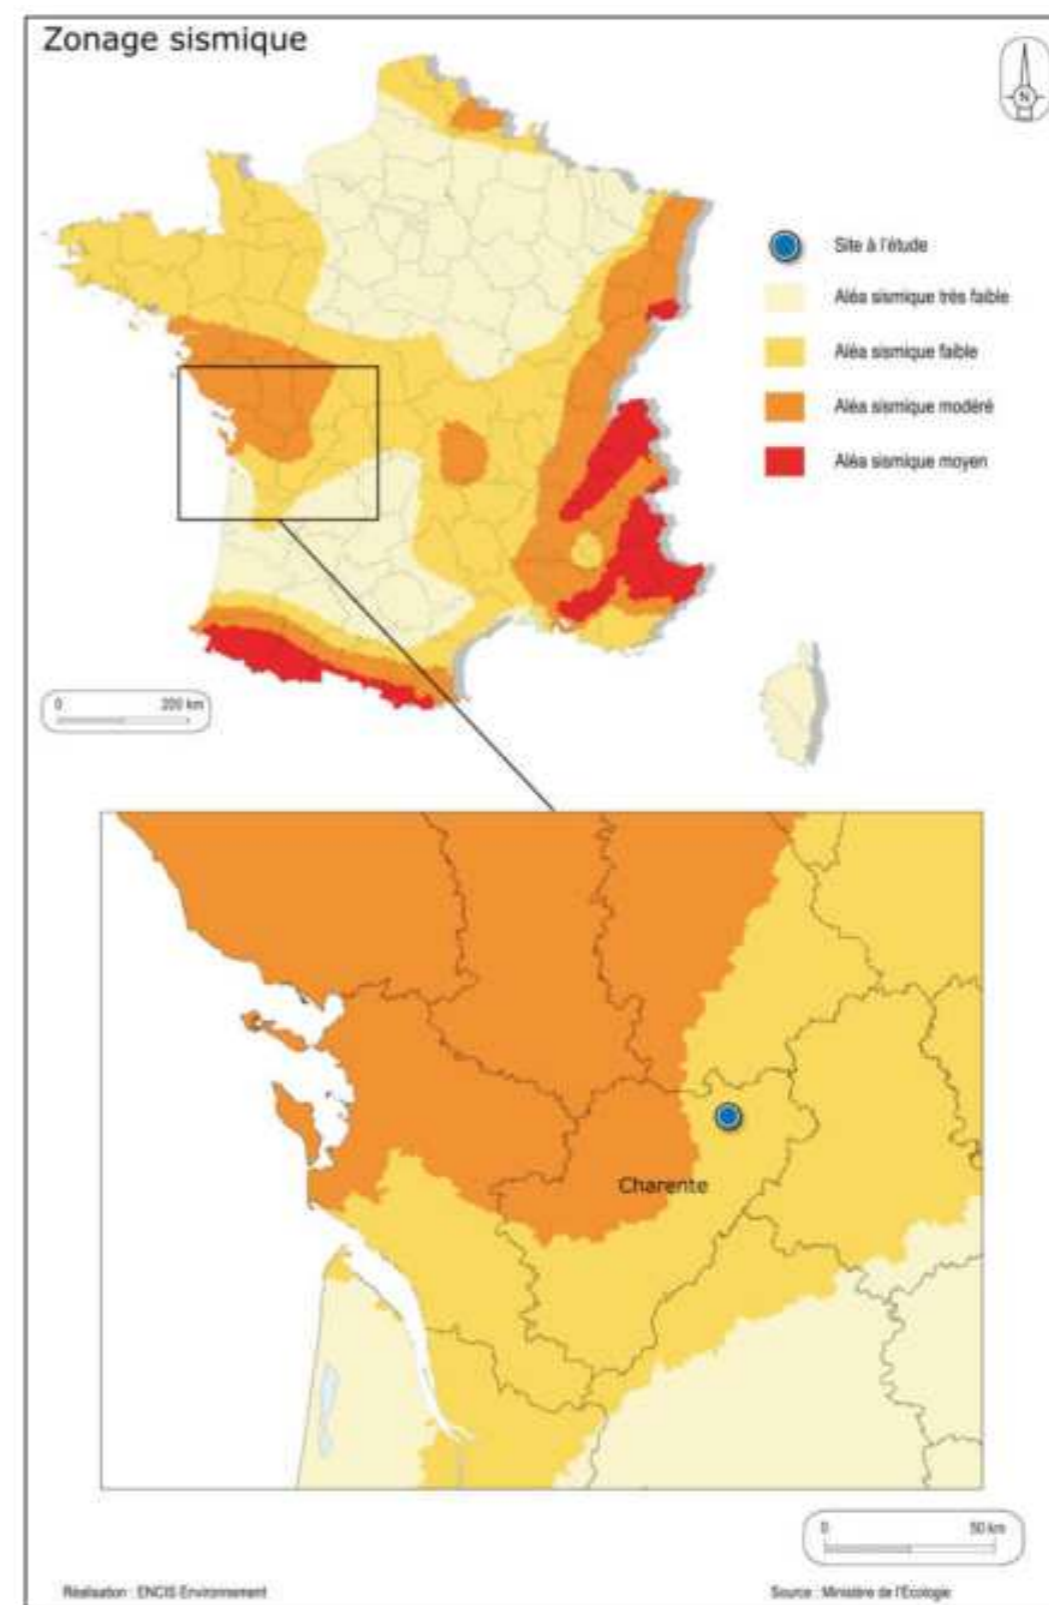 Zonage sismique
N
Site à l'étude
Aléa sismique très faible
Aléa sismique faible
Aléa sismique modéré
Aléa sismique moyen
0 200 km
Charente
0 50 km
Réalisation : ENCIS Environnement
Source : Ministère de l'Ecologie